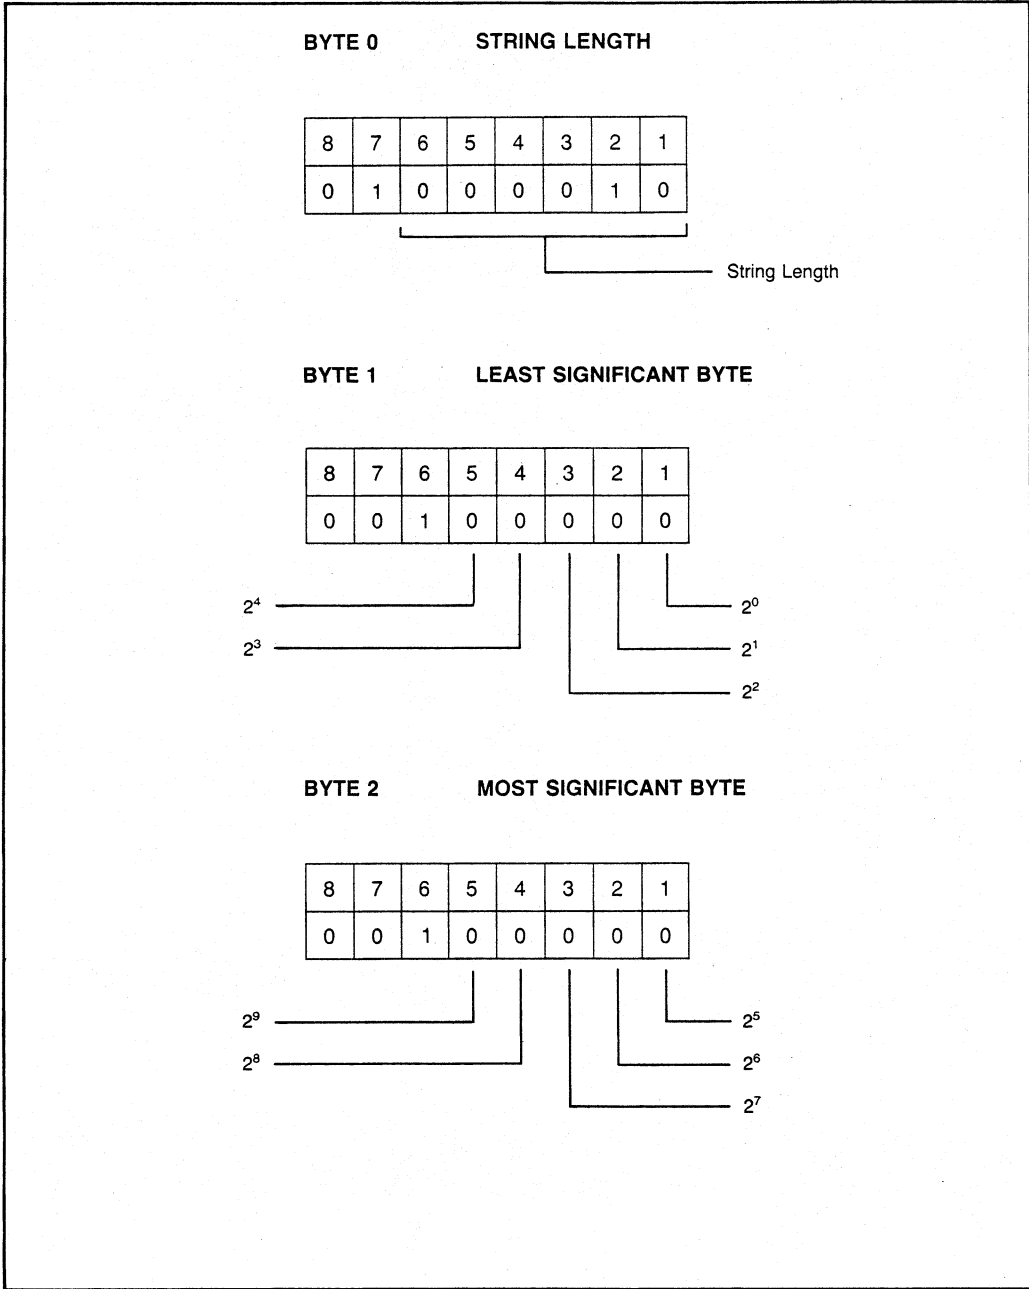 BYTE 0 STRING LENGTH
8 7 6 5 4 3 2 1
0 1 0 0 0 0 1 0
String Length
BYTE 1 LEAST SIGNIFICANT BYTE
8 7 6 5 4 3 2 1
0 0 1 0 0 0 0 0
2⁴ 2⁰
2³ 2¹
2²
BYTE 2 MOST SIGNIFICANT BYTE
8 7 6 5 4 3 2 1
0 0 1 0 0 0 0 0
2⁹ 2⁵
2⁸ 2⁶
2⁷